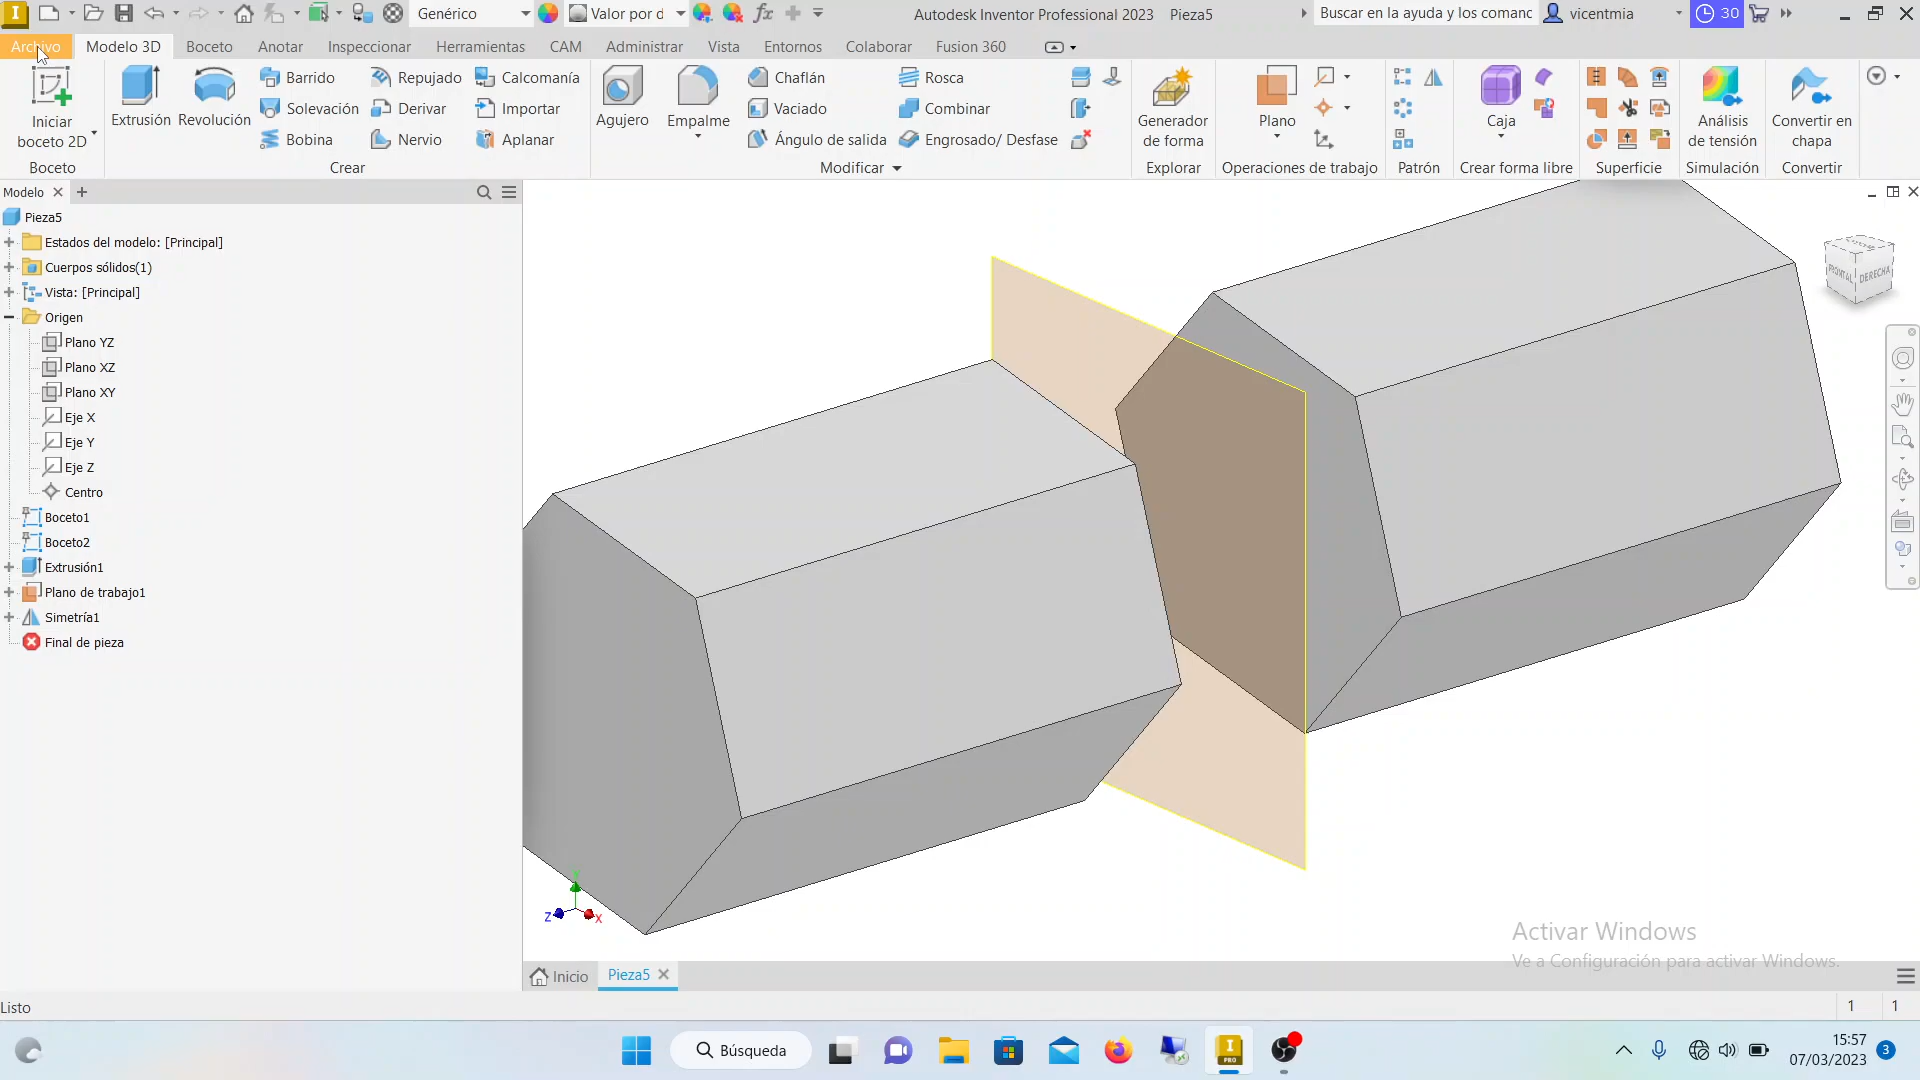 Genérico
Valor por d
Autodesk Inventor Professional 2023 Pieza5
Buscar en la ayuda y los comanc
vicentmia
30
Archivo
Modelo 3D
Boceto
Anotar
Inspeccionar
Herramientas
CAM
Administrar
Vista
Entornos
Colaborar
Fusion 360
Iniciar
boceto 2D
Boceto
Extrusión
Revolución
Barrido
Solevación
Bobina
Repujado
Derivar
Nervio
Calcomanía
Importar
Aplanar
Crear
Agujero
Empalme
Chaflán
Vaciado
Ángulo de salida
Rosca
Combinar
Engrosado/ Desfase
Modificar
Generador
de forma
Explorar
Plano
Operaciones de trabajo
Patrón
Caja
Crear forma libre
Superficie
Análisis
de tensión
Simulación
Convertir en
chapa
Convertir
Modelo
Pieza5
Estados del modelo: [Principal]
Cuerpos sólidos(1)
Vista: [Principal]
Origen
Plano YZ
Plano XZ
Plano XY
Eje X
Eje Y
Eje Z
Centro
Boceto1
Boceto2
Extrusión1
Plano de trabajo1
Simetría1
Final de pieza
FRONTAL
DERECHA
Y
Z
X
Activar Windows
Ve a Configuración para activar Windows.
Inicio
Pieza5
Listo
1
1
Búsqueda
I
PRO
15:57
07/03/2023
3